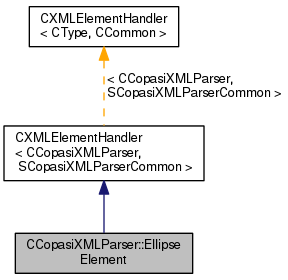 CXMLElementHandler
< CType, CCommon >
< CCopasiXMLParser,
SCopasiXMLParserCommon >
CXMLElementHandler
< CCopasiXMLParser,
SCopasiXMLParserCommon >
CCopasiXMLParser::Ellipse
Element